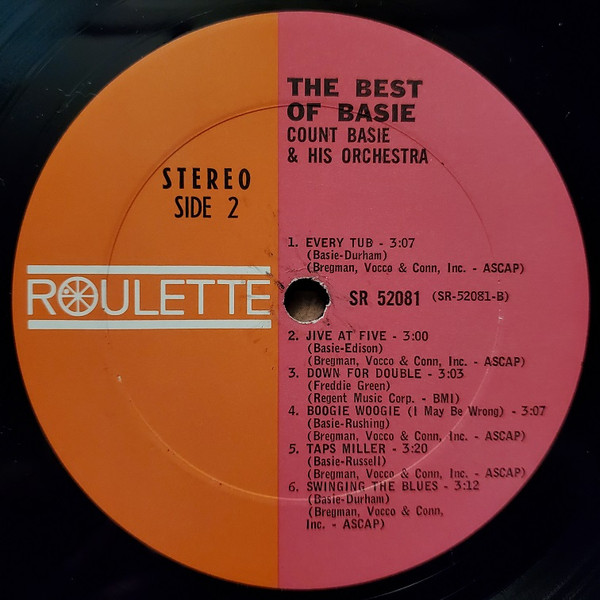 THE BEST
OF BASIE
COUNT BASIE
& HIS ORCHESTRA
STEREO
SIDE 2
1. EVERY TUB - 3:07
(Basie-Durham)
(Bregman, Vocco & Conn, Inc. - ASCAP)
ROULETTE
SR 52081 (SR-52081-B)
2. JIVE AT FIVE - 3:00
(Basie-Edison)
(Bregman, Vocco & Conn, Inc. - ASCAP)
3. DOWN FOR DOUBLE - 3:03
(Freddie Green)
(Regent Music Corp. - BMI)
4. BOOGIE WOOGIE (I May Be Wrong) - 3:07
(Basie-Rushing)
(Bregman, Vocco & Conn, Inc. - ASCAP)
5. TAPS MILLER - 3:20
(Basie-Russell)
(Bregman, Vocco & Conn, Inc. - ASCAP)
6. SWINGING THE BLUES - 3:12
(Basie-Durham)
(Bregman, Vocco & Conn,
Inc. - ASCAP)